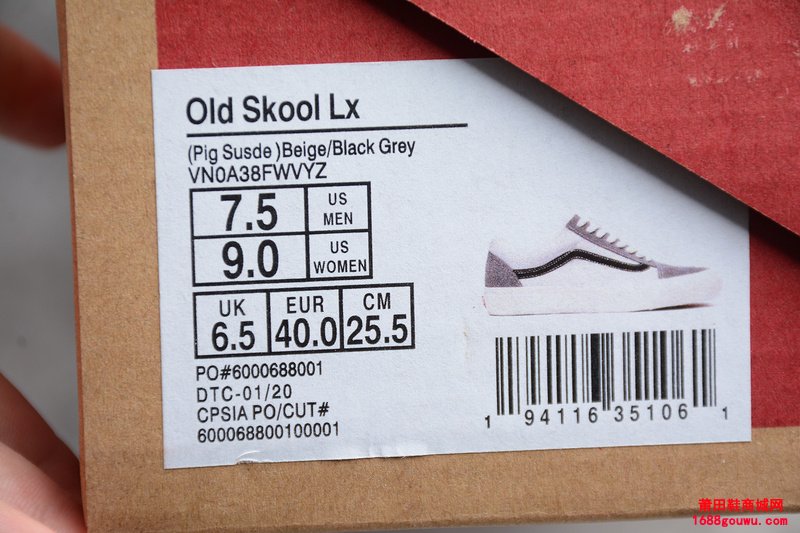 Old Skool Lx
(Pig Susde )Beige/Black Grey
VN0A38FWVYZ
7.5 US MEN
9.0 US WOMEN
UK EUR CM
6.5 40.0 25.5
PO#6000688001
DTC-01/20
CPSIA PO/CUT#
600068800100001
1 94116 35106 1
莆田鞋商城网
1688gouwu.com